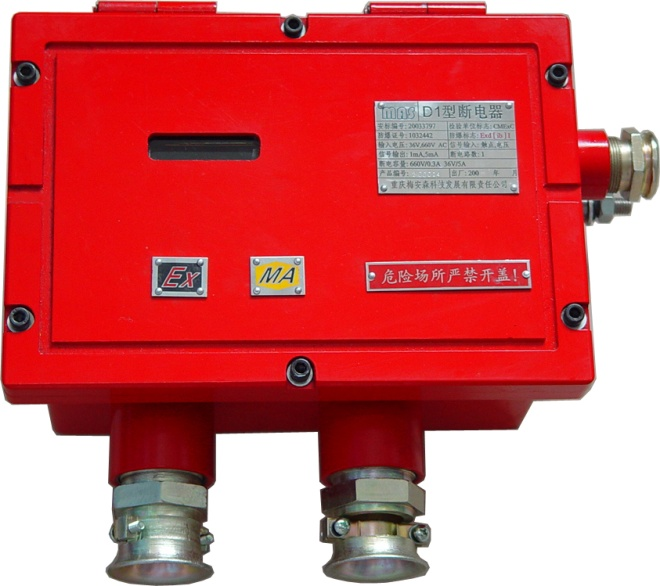 MAS D1型断电器
安标编号:20033797 检验单位标志:CMExC
防爆证号:1032442 防爆标志:Exd[ib]I
输入电压:36V,660V AC 信号输入:触点,电压
信号输出:1mA,5mA 断电路数:1
断电容量:660V/0.3A 36V/5A
产品编号: 出厂:200 年 月
重庆梅安森科技发展有限责任公司
Ex MA 危险场所严禁开盖!